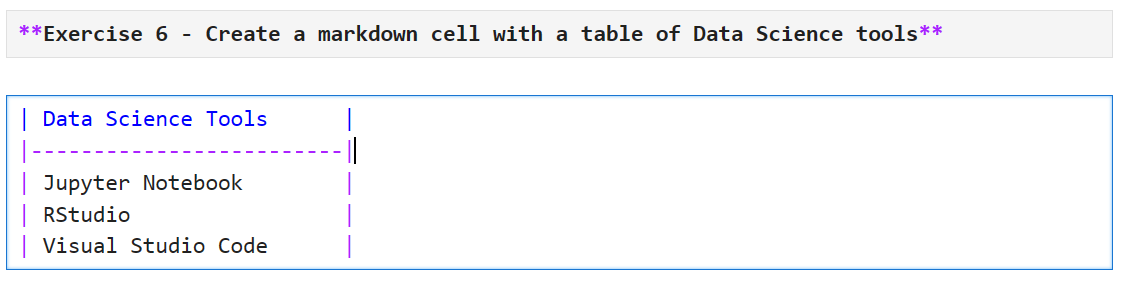 **Exercise 6 - Create a markdown cell with a table of Data Science tools**
| Data Science Tools      |
|-------------------------|
| Jupyter Notebook        |
| RStudio                 |
| Visual Studio Code      |